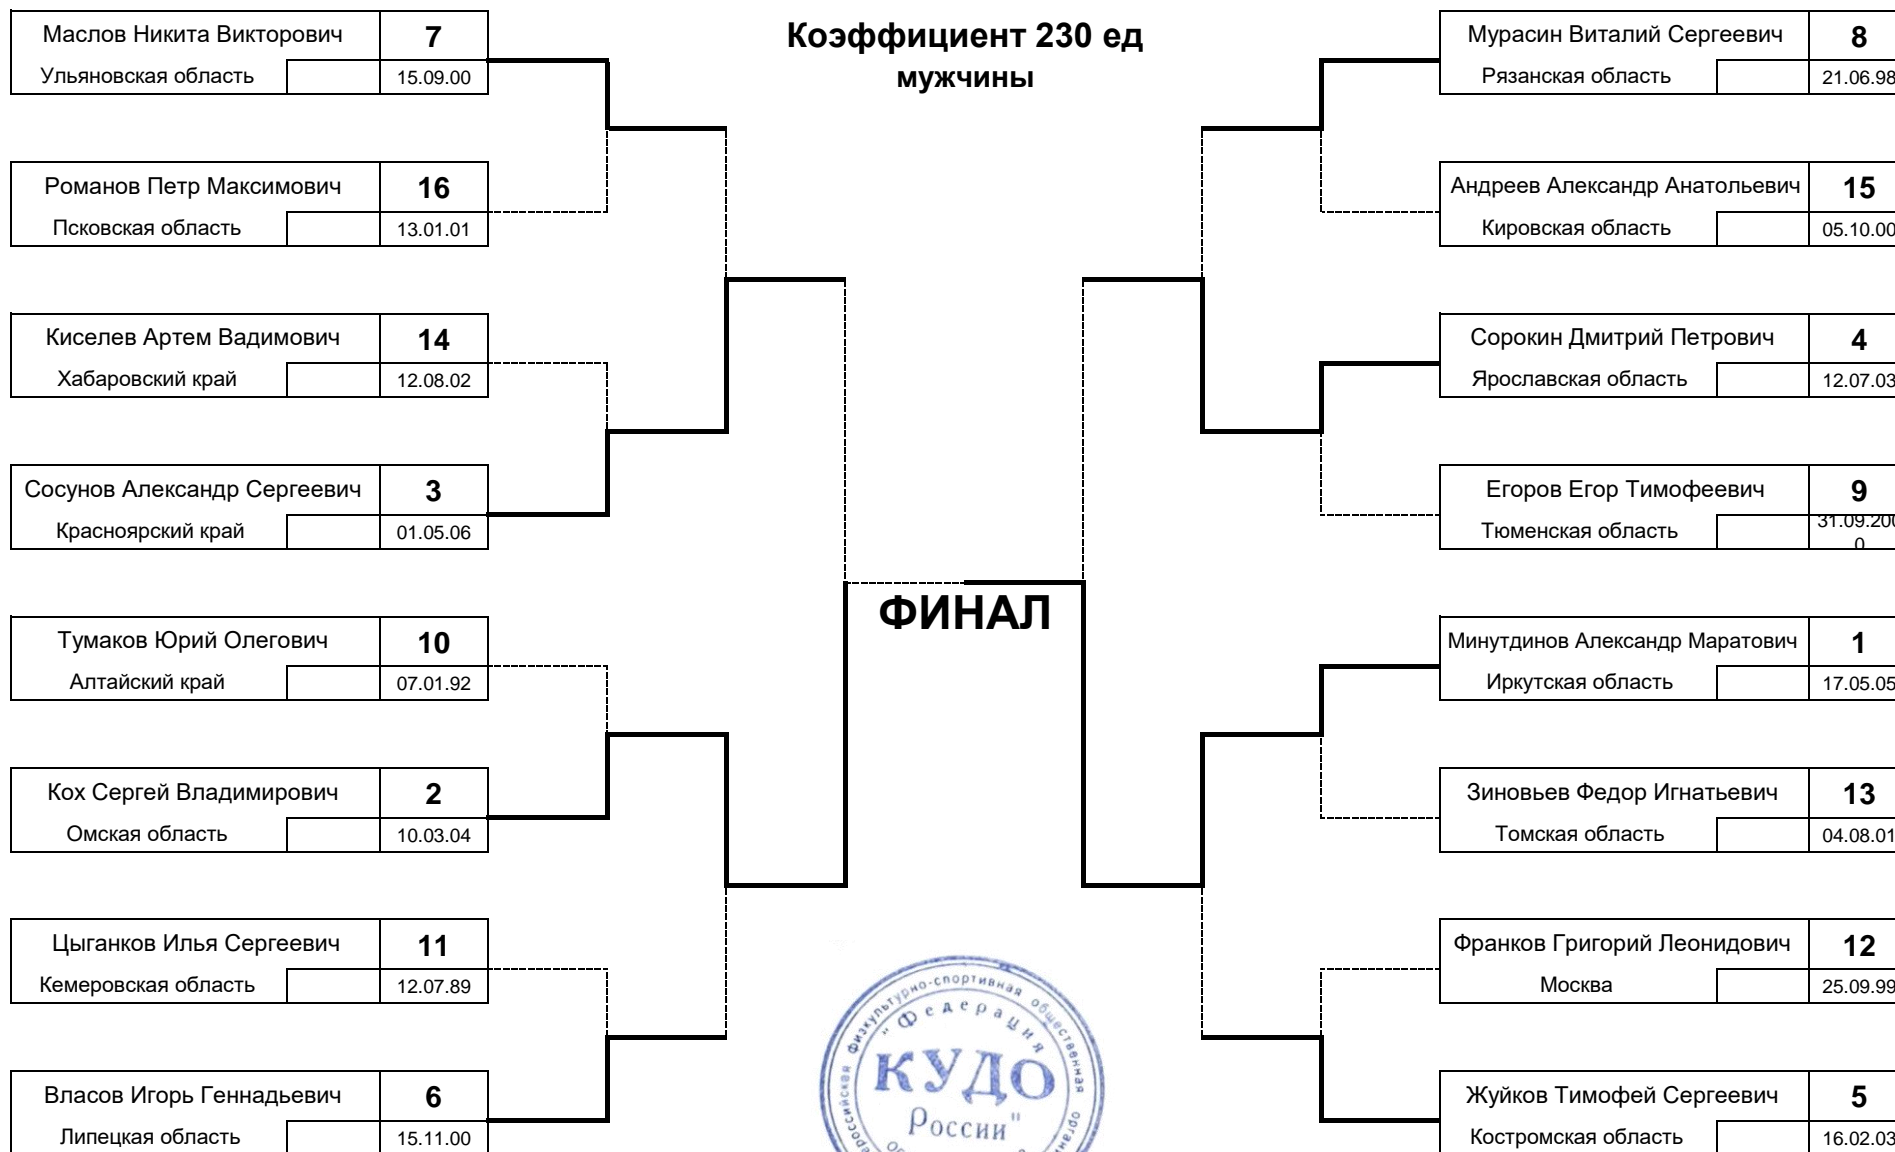 Коэффициент 230 ед
мужчины
Маслов Никита Викторович 7
Ульяновская область 15.09.00
Романов Петр Максимович 16
Псковская область 13.01.01
Киселев Артем Вадимович 14
Хабаровский край 12.08.02
Сосунов Александр Сергеевич 3
Красноярский край 01.05.06
Тумаков Юрий Олегович 10
Алтайский край 07.01.92
Кох Сергей Владимирович 2
Омская область 10.03.04
Цыганков Илья Сергеевич 11
Кемеровская область 12.07.89
Власов Игорь Геннадьевич 6
Липецкая область 15.11.00
ФИНАЛ
Мурасин Виталий Сергеевич 8
Рязанская область 21.06.98
Андреев Александр Анатольевич 15
Кировская область 05.10.00
Сорокин Дмитрий Петрович 4
Ярославская область 12.07.03
Егоров Егор Тимофеевич 9
Тюменская область 31.09.200
0
Минутдинов Александр Маратович 1
Иркутская область 17.05.05
Зиновьев Федор Игнатьевич 13
Томская область 04.08.01
Франков Григорий Леонидович 12
Москва 25.09.99
Жуйков Тимофей Сергеевич 5
Костромская область 16.02.03
физкультурно-спортивная общественная
"Федерация
КУДО
России"